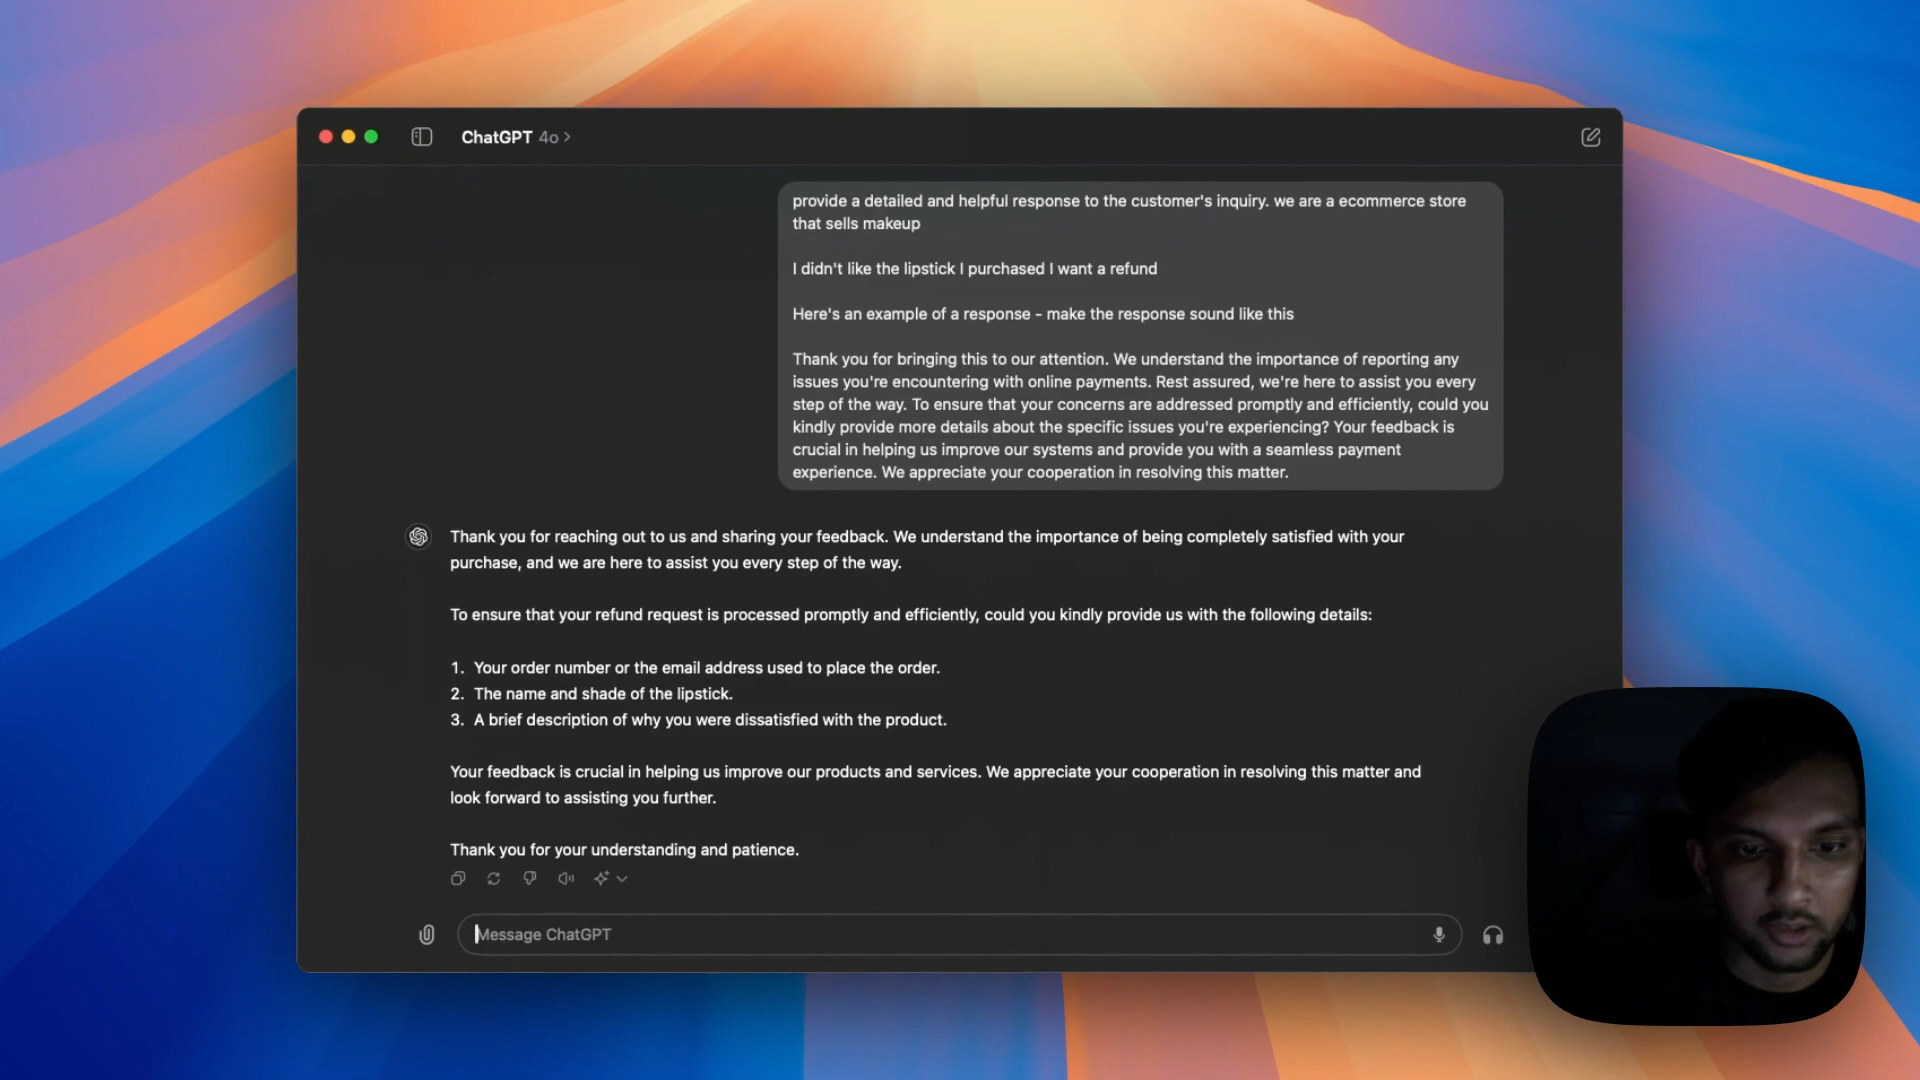 ChatGPT 4o >
provide a detailed and helpful response to the customer's inquiry. we are a ecommerce store
that sells makeup
I didn't like the lipstick I purchased I want a refund
Here's an example of a response - make the response sound like this
Thank you for bringing this to our attention. We understand the importance of reporting any
issues you're encountering with online payments. Rest assured, we're here to assist you every
step of the way. To ensure that your concerns are addressed promptly and efficiently, could you
kindly provide more details about the specific issues you're experiencing? Your feedback is
crucial in helping us improve our systems and provide you with a seamless payment
experience. We appreciate your cooperation in resolving this matter.
Thank you for reaching out to us and sharing your feedback. We understand the importance of being completely satisfied with your
purchase, and we are here to assist you every step of the way.
To ensure that your refund request is processed promptly and efficiently, could you kindly provide us with the following details:
1. Your order number or the email address used to place the order.
2. The name and shade of the lipstick.
3. A brief description of why you were dissatisfied with the product.
Your feedback is crucial in helping us improve our products and services. We appreciate your cooperation in resolving this matter and
look forward to assisting you further.
Thank you for your understanding and patience.
Message ChatGPT